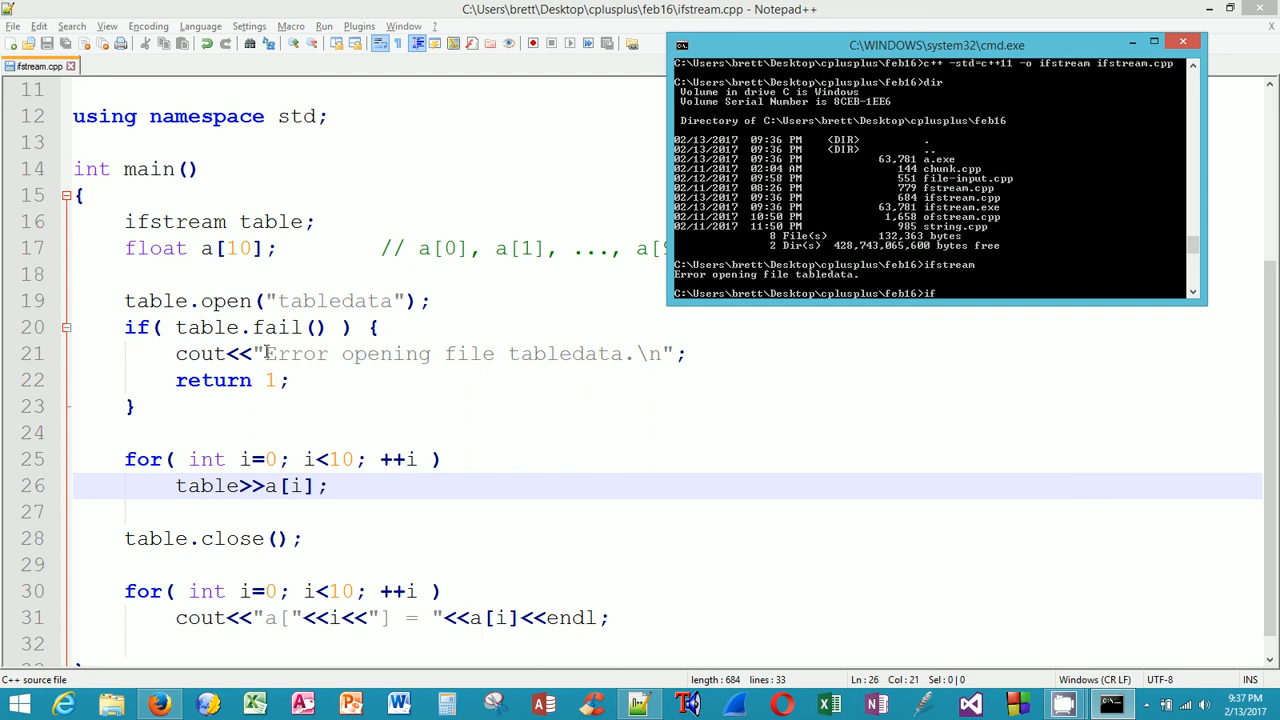 C:\Users\brett\Desktop\cplusplus\feb16\ifstream.cpp - Notepad++
File Edit Search View Encoding Language Settings Macro Run Plugins Window ?
ifstream.cpp
11
12 using namespace std;
13
14 int main()
15 {
16 ifstream table;
17 float a[10]; // a[0], a[1], ..., a[9
18
19 table.open("tabledata");
20 if( table.fail() ) {
21 cout<<"Error opening file tabledata.\n";
22 return 1;
23 }
24
25 for( int i=0; i<10; ++i )
26 table>>a[i];
27
28 table.close();
29
30 for( int i=0; i<10; ++i )
31 cout<<"a["<<i<<"] = "<<a[i]<<endl;
32
C:\WINDOWS\system32\cmd.exe
C:\Users\brett\Desktop\cplusplus\feb16>c++ -std=c++11 -o ifstream ifstream.cpp
C:\Users\brett\Desktop\cplusplus\feb16>dir
Volume in drive C is Windows
Volume Serial Number is 8CEB-1EE6
Directory of C:\Users\brett\Desktop\cplusplus\feb16
02/13/2017 09:36 PM <DIR> .
02/13/2017 09:36 PM <DIR> ..
02/13/2017 09:36 PM 63,781 a.exe
02/11/2017 02:04 AM 144 chunk.cpp
02/12/2017 09:58 PM 551 file-input.cpp
02/11/2017 08:26 PM 779 fstream.cpp
02/13/2017 09:36 PM 684 ifstream.cpp
02/13/2017 09:36 PM 63,781 ifstream.exe
02/11/2017 10:50 PM 1,658 ofstream.cpp
02/11/2017 11:50 PM 985 string.cpp
8 File(s) 132,363 bytes
2 Dir(s) 428,743,065,600 bytes free
C:\Users\brett\Desktop\cplusplus\feb16>ifstream
Error opening file tabledata.
C:\Users\brett\Desktop\cplusplus\feb16>if
C++ source file length : 684 lines : 33 Ln : 26 Col : 21 Sel : 0 | 0 Windows (CR LF) UTF-8 INS
9:37 PM
2/13/2017